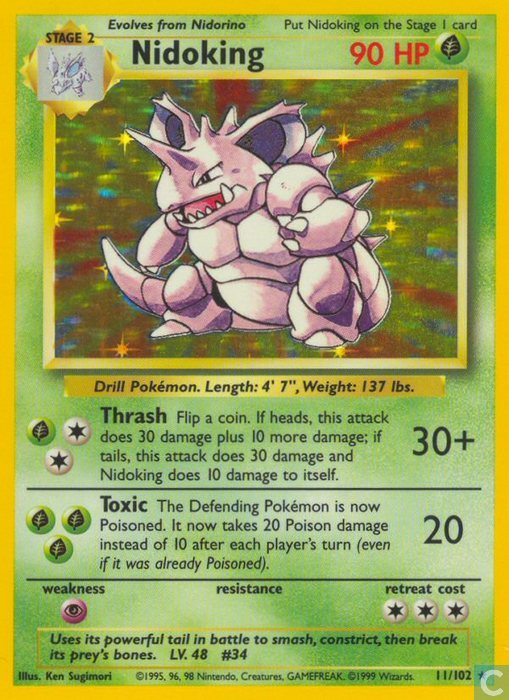 Evolves from Nidorino Put Nidoking on the Stage 1 card
STAGE 2
Nidoking 90 HP
Drill Pokémon. Length: 4' 7", Weight: 137 lbs.
Thrash Flip a coin. If heads, this attack
does 30 damage plus 10 more damage; if
tails, this attack does 30 damage and
Nidoking does 10 damage to itself.
30+
Toxic The Defending Pokémon is now
Poisoned. It now takes 20 Poison damage
instead of 10 after each player's turn (even
if it was already Poisoned).
20
weakness resistance retreat cost
Uses its powerful tail in battle to smash, constrict, then break
its prey's bones. LV. 48 #34
Illus. Ken Sugimori ©1995, 96, 98 Nintendo, Creatures, GAMEFREAK. ©1999 Wizards. 11/102 ★
C